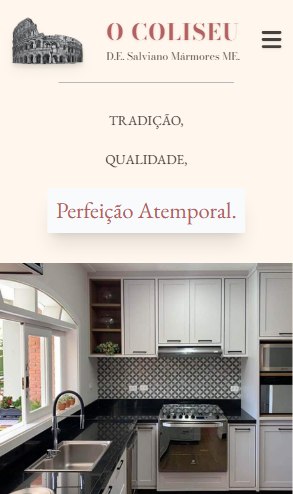 O COLISEU
D.E. Salviano Mármores ME.
TRADIÇÃO,
QUALIDADE,
Perfeição Atemporal.